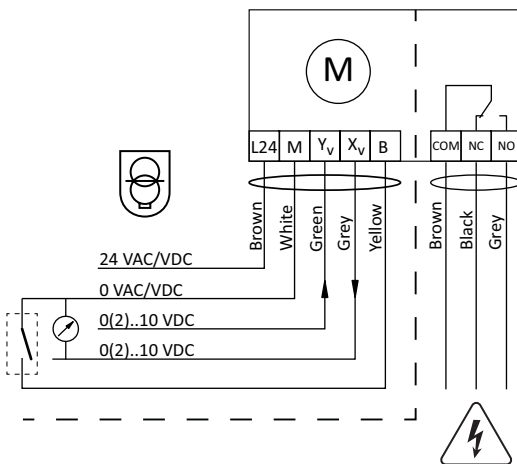 M
L24 M Yv Xv B COM NC NO
Brown White Green Grey Yellow Brown Black Grey
24 VAC/VDC
0 VAC/VDC
0(2)..10 VDC
0(2)..10 VDC